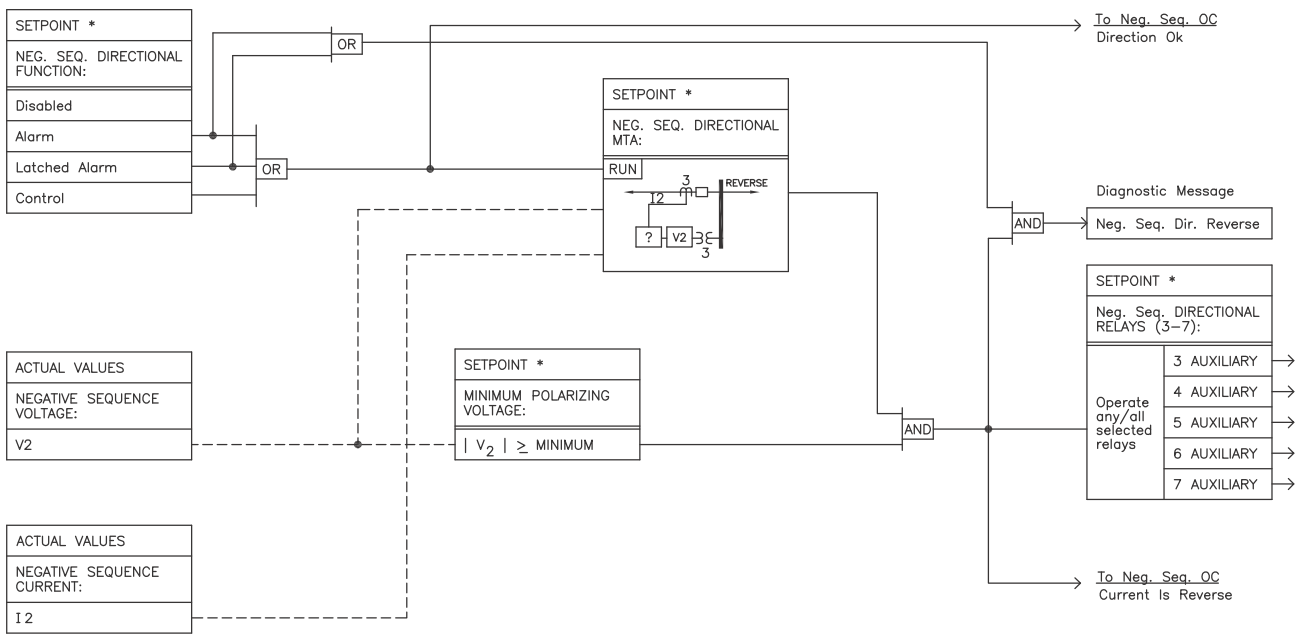 SETPOINT *
NEG. SEQ. DIRECTIONAL
FUNCTION:
Disabled
Alarm
Latched Alarm
Control
OR
OR
To Neg. Seq. OC
Direction Ok
SETPOINT *
NEG. SEQ. DIRECTIONAL
MTA:
RUN
3
REVERSE
I2
?
V2
3
Diagnostic Message
AND
Neg. Seq. Dir. Reverse
SETPOINT *
Neg. Seq. DIRECTIONAL
RELAYS (3-7):
Operate
any/all
selected
relays
3 AUXILIARY
4 AUXILIARY
5 AUXILIARY
6 AUXILIARY
7 AUXILIARY
ACTUAL VALUES
NEGATIVE SEQUENCE
VOLTAGE:
V2
SETPOINT *
MINIMUM POLARIZING
VOLTAGE:
| V2 | ≥ MINIMUM
AND
ACTUAL VALUES
NEGATIVE SEQUENCE
CURRENT:
I2
To Neg. Seq. OC
Current Is Reverse